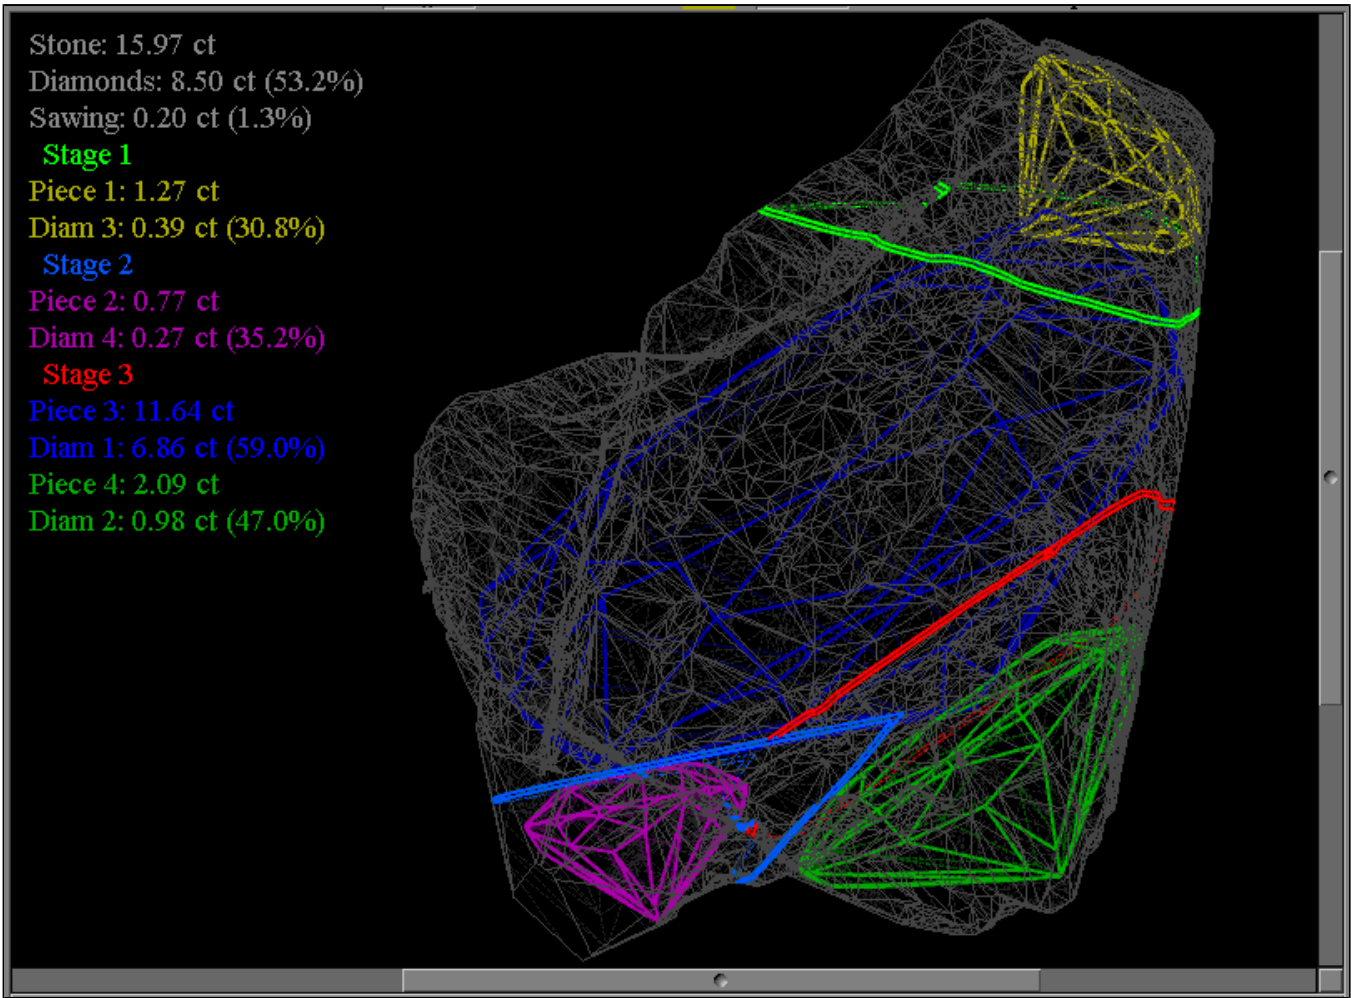 Stone: 15.97 ct
Diamonds: 8.50 ct (53.2%)
Sawing: 0.20 ct (1.3%)
Stage 1
Piece 1: 1.27 ct
Diam 3: 0.39 ct (30.8%)
Stage 2
Piece 2: 0.77 ct
Diam 4: 0.27 ct (35.2%)
Stage 3
Piece 3: 11.64 ct
Diam 1: 6.86 ct (59.0%)
Piece 4: 2.09 ct
Diam 2: 0.98 ct (47.0%)